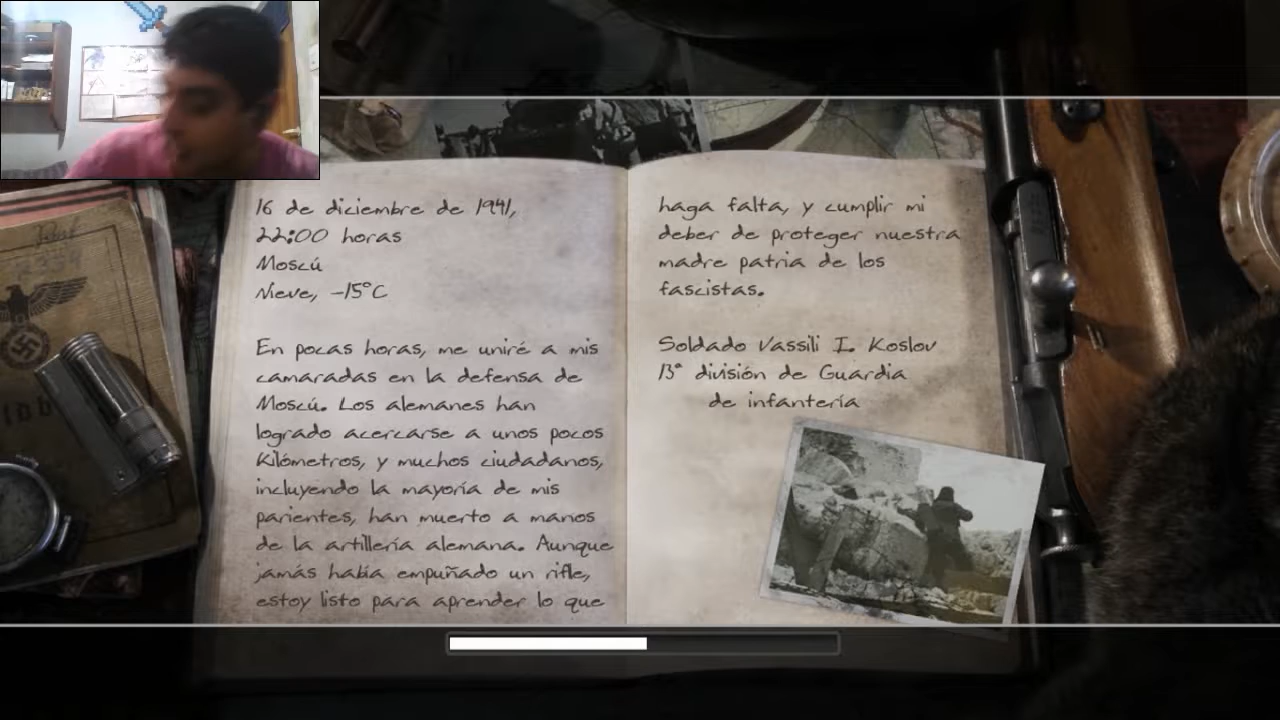 16 de diciembre de 1941,
22:00 horas
Moscú
Nieve, -15°C
En pocas horas, me uniré a mis
camaradas en la defensa de
Moscú. Los alemanes han
logrado acercarse a unos pocos
kilómetros, y muchos ciudadanos,
incluyendo la mayoría de mis
parientes, han muerto a manos
de la artillería alemana. Aunque
jamás había empuñado un rifle,
estoy listo para aprender lo que
haga falta, y cumplir mi
deber de proteger nuestra
madre patria de los
fascistas.
Soldado Vassili I. Koslov
13ª división de Guardia
de infantería